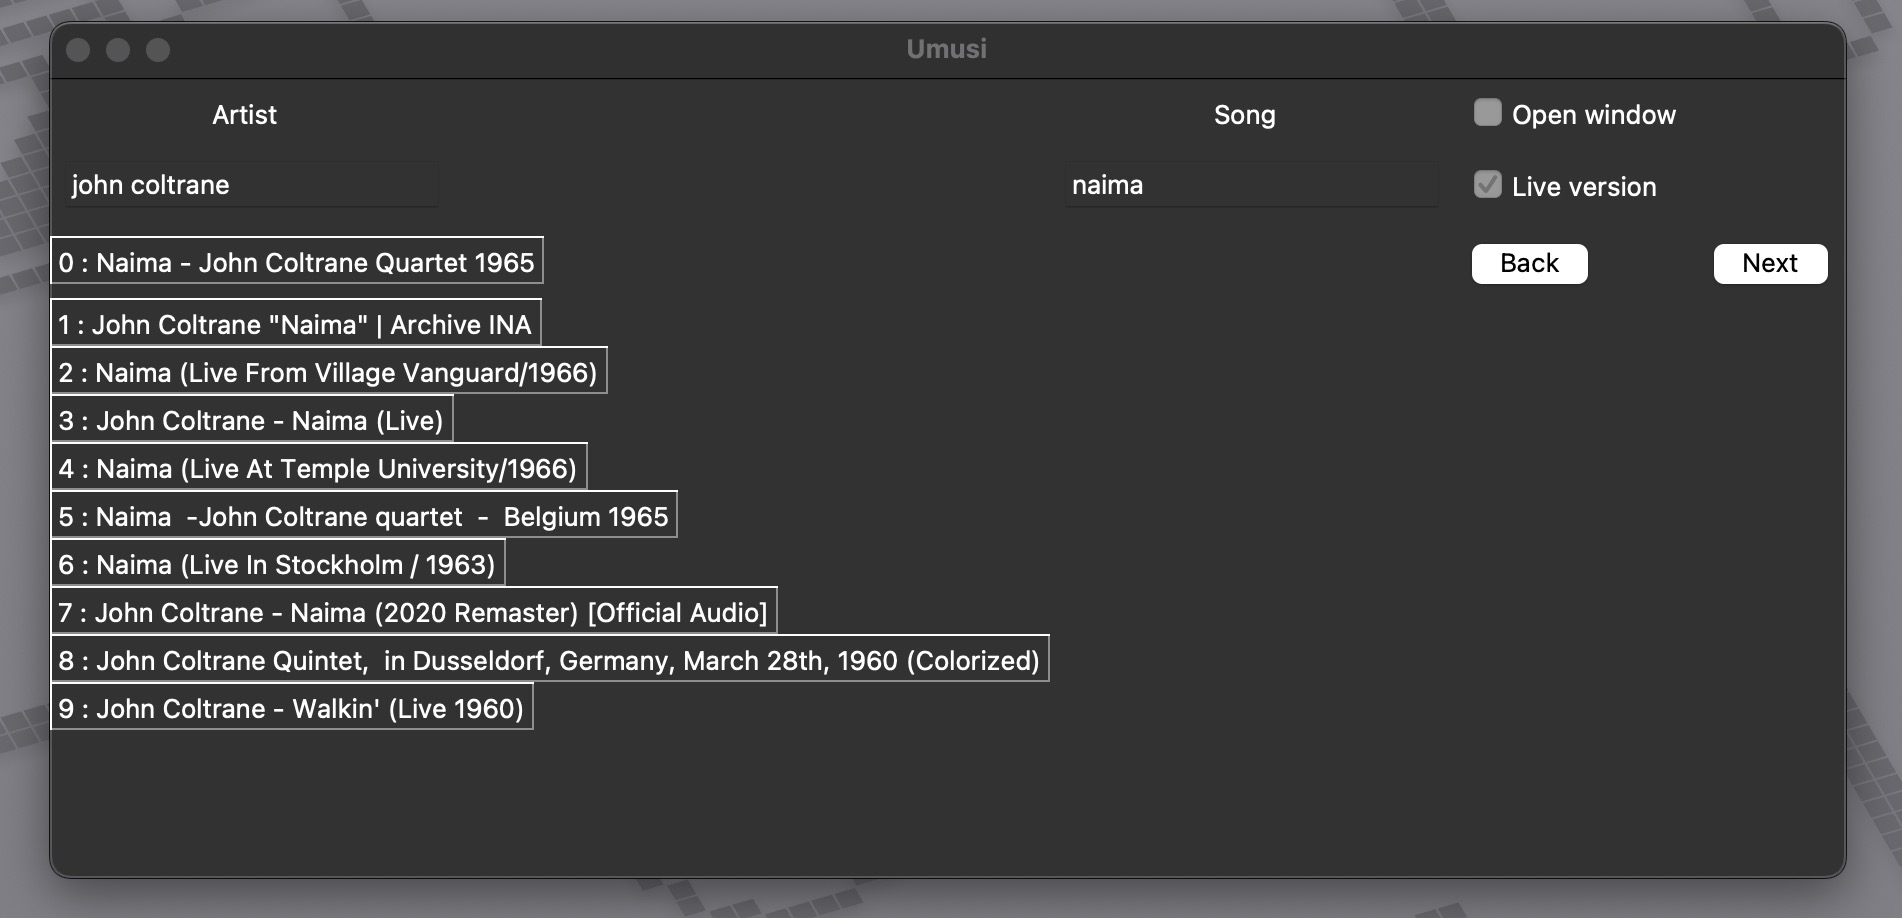 Umusi
Artist
Song
Open window
john coltrane
naima
Live version
0 : Naima - John Coltrane Quartet 1965
Back
Next
1 : John Coltrane "Naima" | Archive INA
2 : Naima (Live From Village Vanguard/1966)
3 : John Coltrane - Naima (Live)
4 : Naima (Live At Temple University/1966)
5 : Naima  -John Coltrane quartet  -  Belgium 1965
6 : Naima (Live In Stockholm / 1963)
7 : John Coltrane - Naima (2020 Remaster) [Official Audio]
8 : John Coltrane Quintet,  in Dusseldorf, Germany, March 28th, 1960 (Colorized)
9 : John Coltrane - Walkin' (Live 1960)